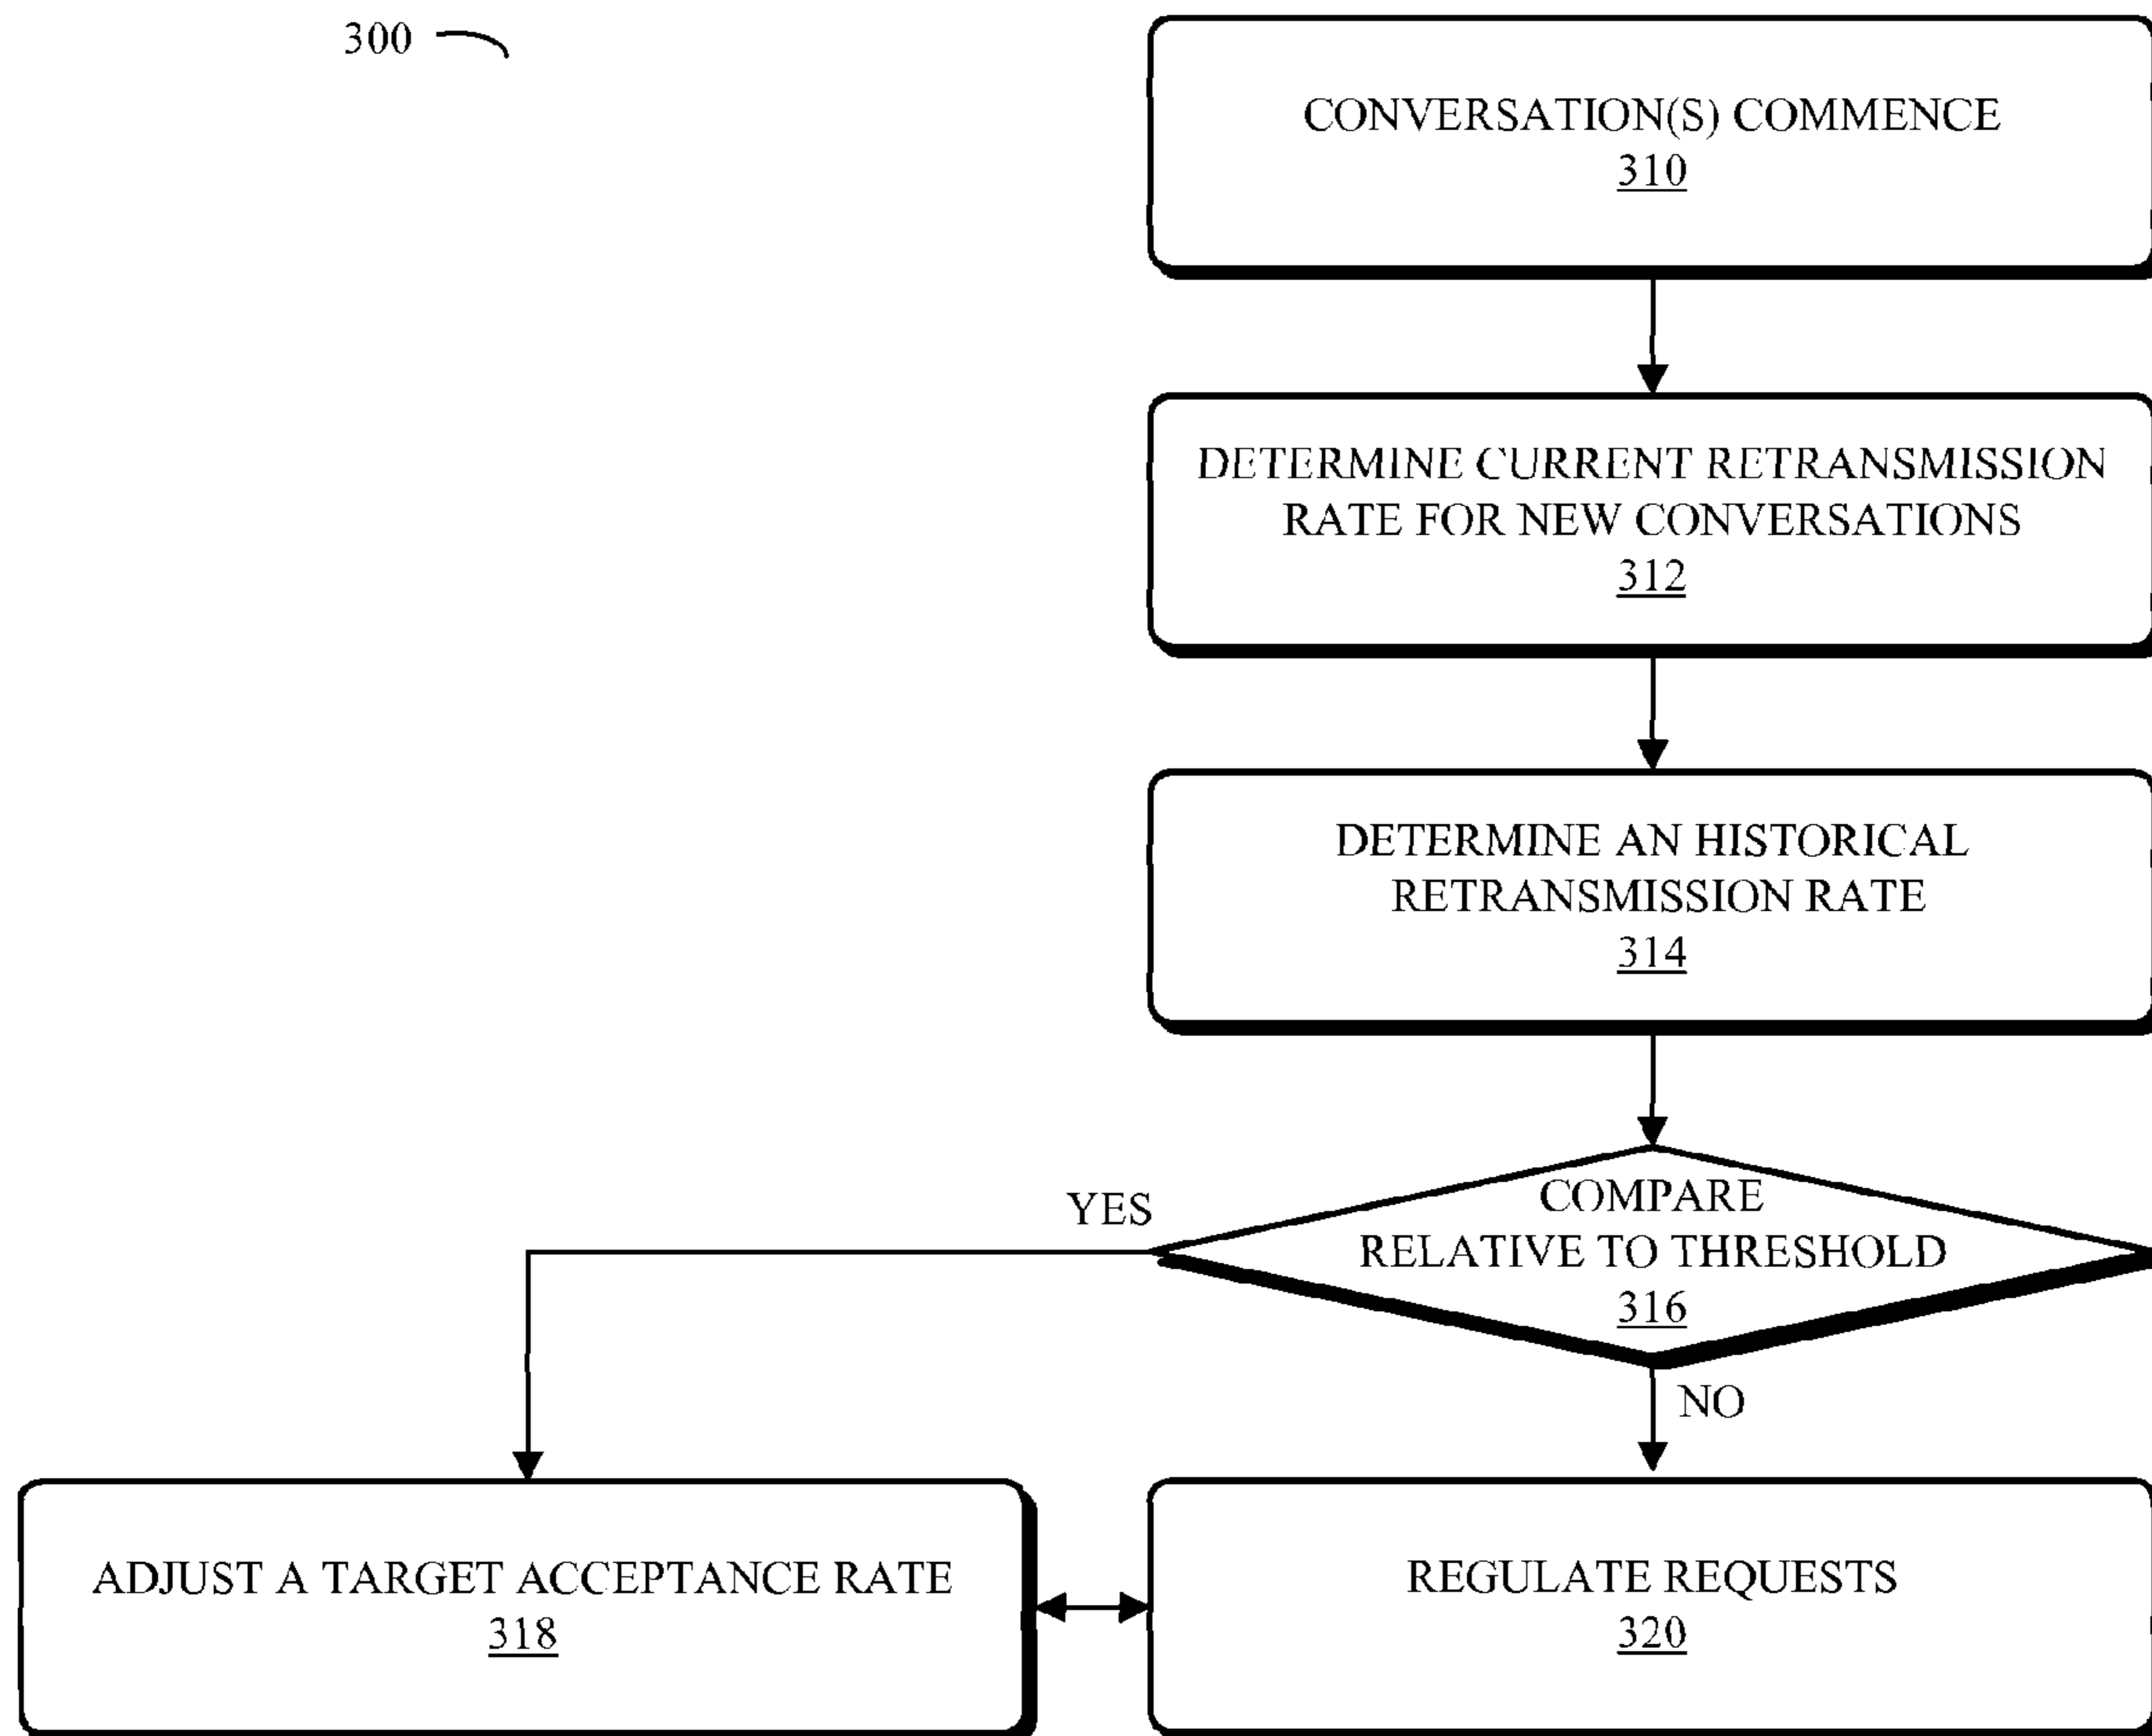 300
CONVERSATION(S) COMMENCE
310
DETERMINE CURRENT RETRANSMISSION
RATE FOR NEW CONVERSATIONS
312
DETERMINE AN HISTORICAL
RETRANSMISSION RATE
314
COMPARE
RELATIVE TO THRESHOLD
316
YES
NO
ADJUST A TARGET ACCEPTANCE RATE
318
REGULATE REQUESTS
320